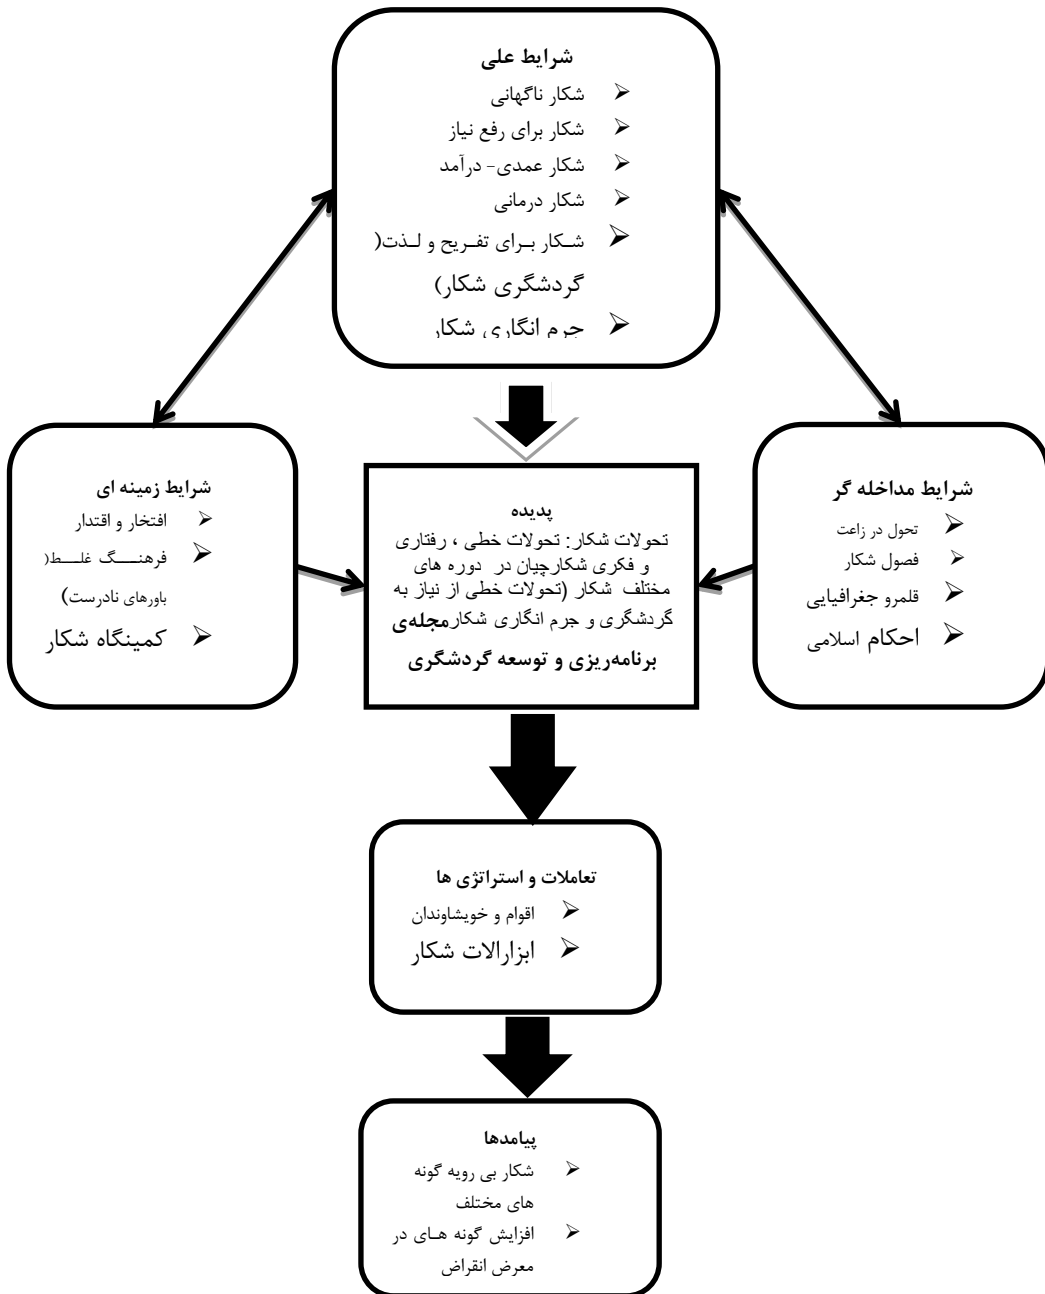 شرایط علی
➢ شکار ناگهانی
➢ شکار برای رفع نیاز
➢ شکار عمدی- درآمد
➢ شکار درمانی
➢ شکار برای تفریح و لذت(
گردشگری شکار)
➢ جرم انگاری شکار
شرایط مداخله گر
➢ تحول در زاعت
➢ فصول شکار
➢ قلمرو جغرافیایی
➢ احکام اسلامی
پدیده
تحولات شکار: تحولات خطی ، رفتاری
و فکری شکارچیان در دوره های
مختلف شکار (تحولات خطی از نیاز به
گردشگری و جرم انگاری شکار مجله‌ی
برنامه‌ریزی و توسعه گردشگری
شرایط زمینه ای
➢ افتخار و اقتدار
➢ فرهنگ غلط(
باورهای نادرست)
➢ کمینگاه شکار
تعاملات و استراتژی ها
➢ اقوام و خویشاوندان
➢ ابزارالات شکار
پیامدها
➢ شکار بی رویه گونه
های مختلف
➢ افزایش گونه های در
معرض انقراض